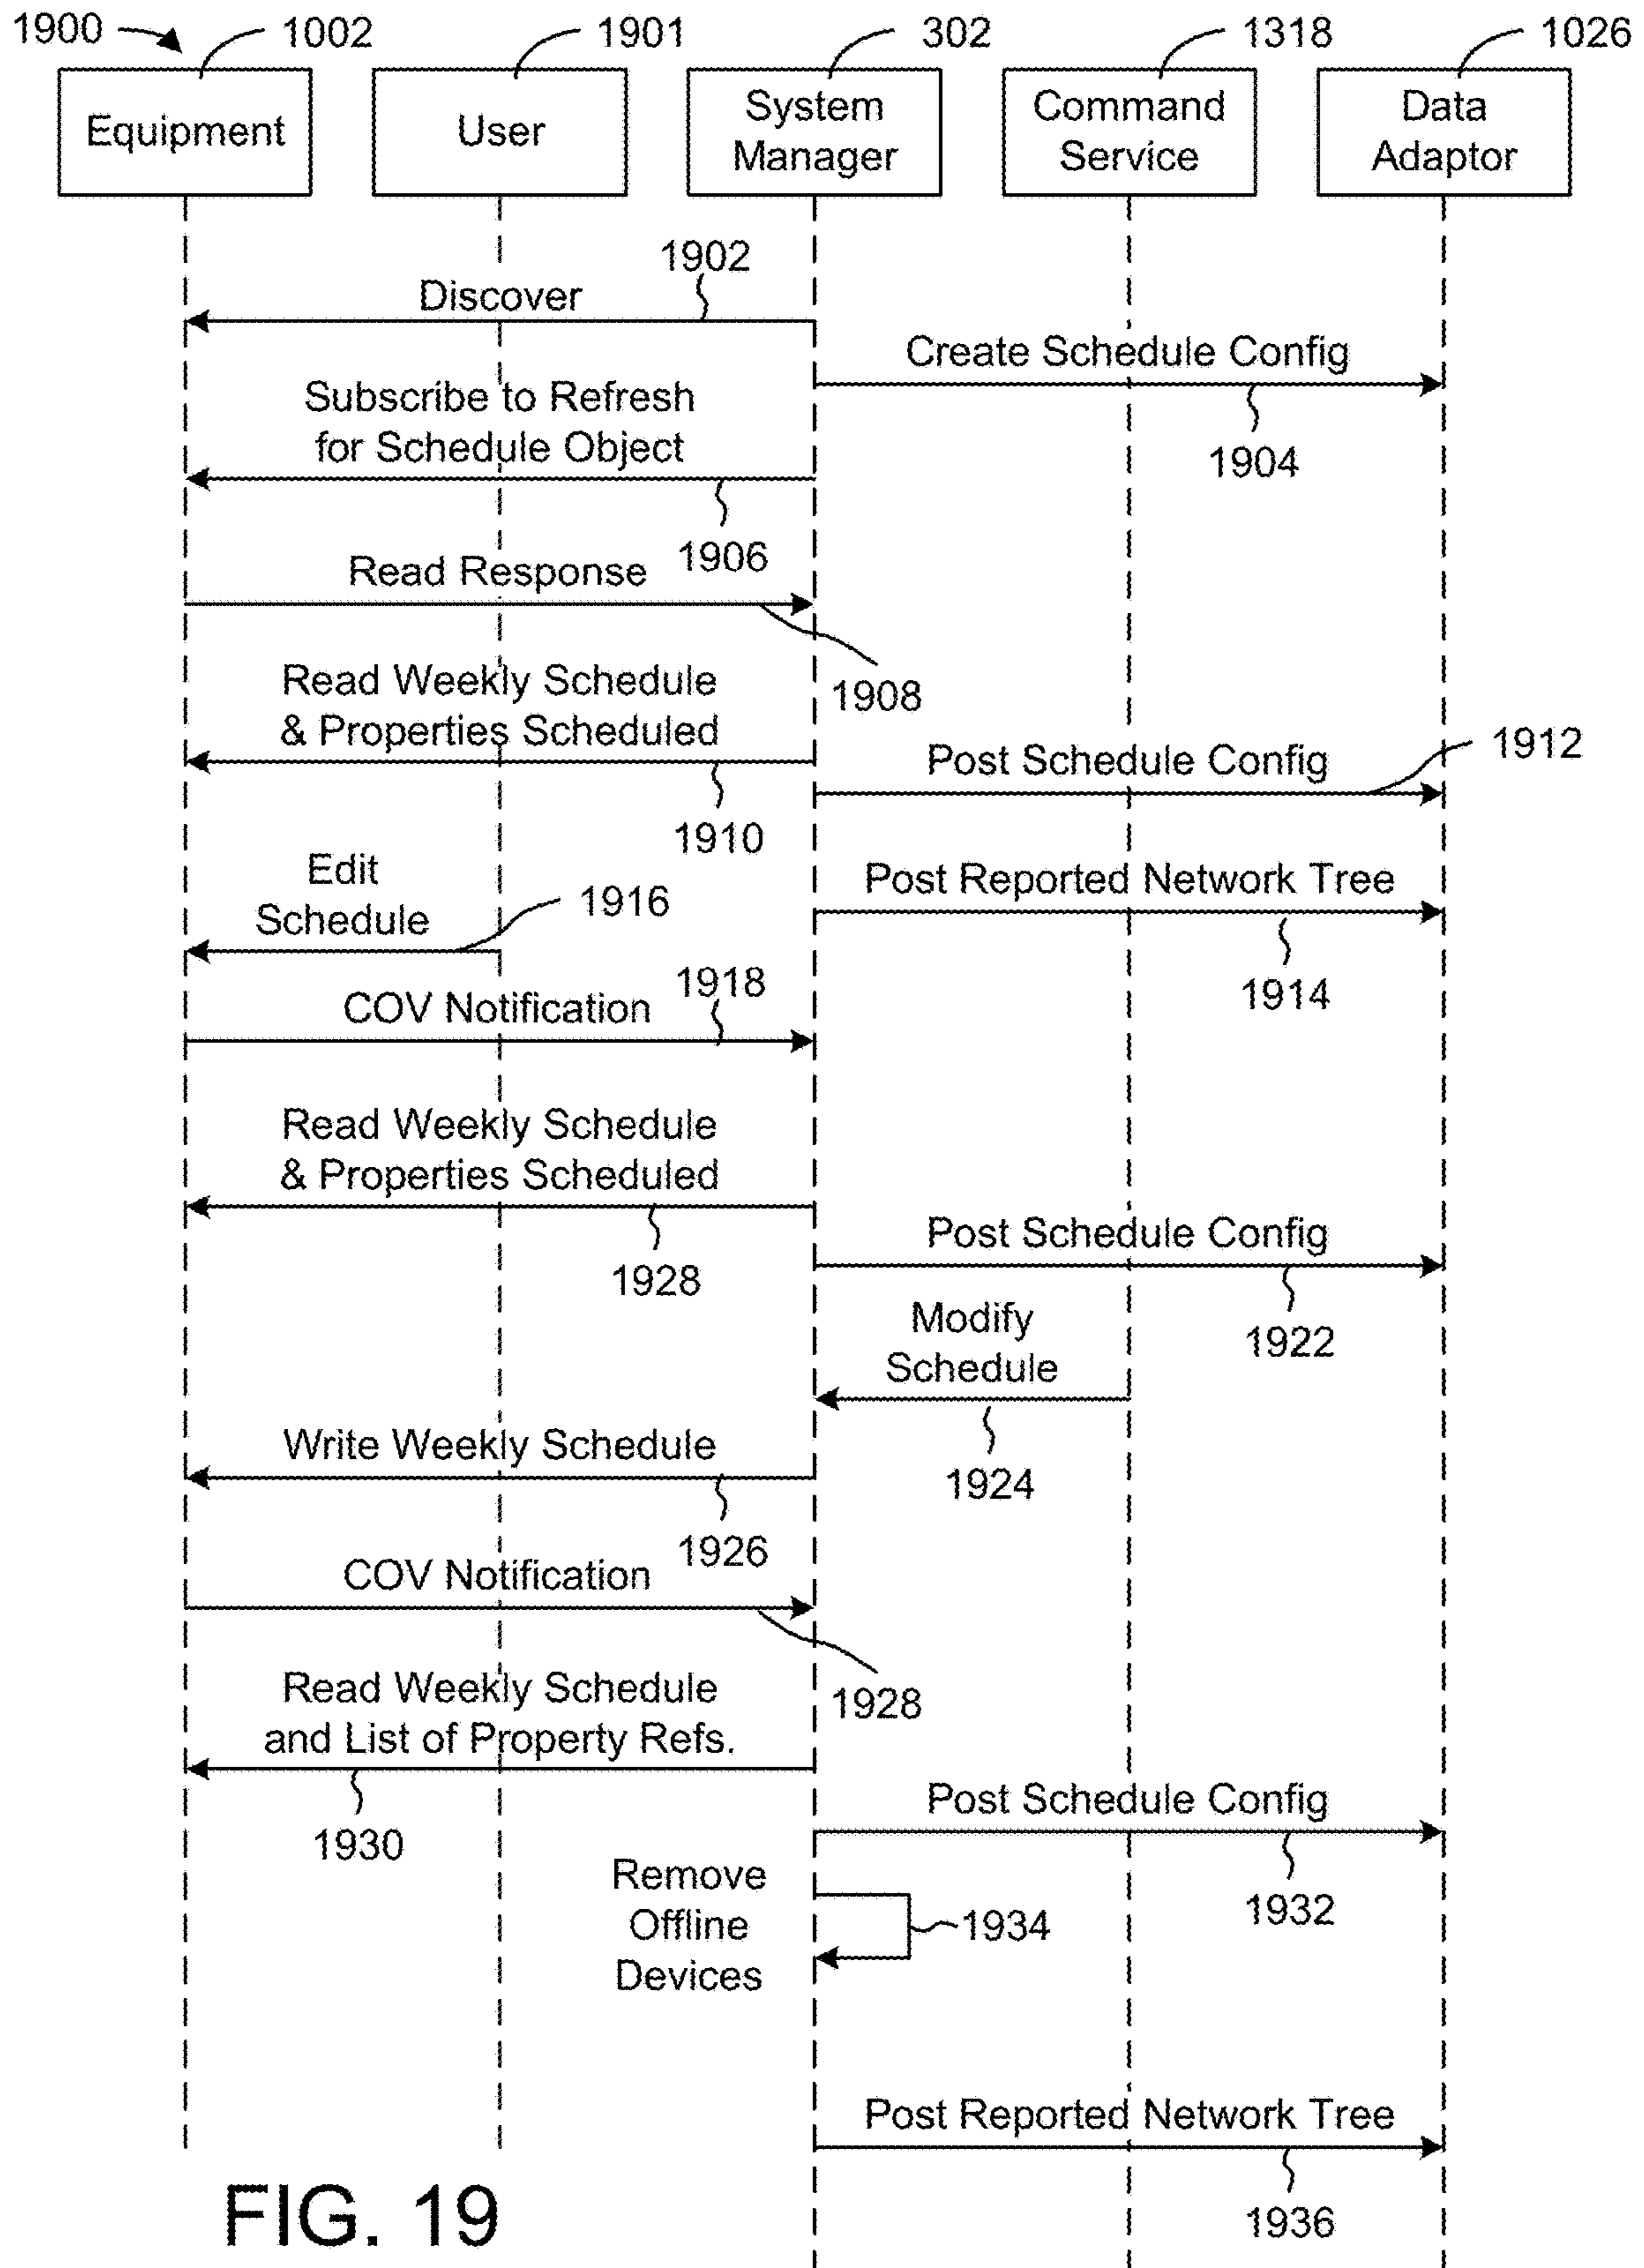 1900
1002
1901
302
1318
1026
Equipment
User
System
Manager
Command
Service
Data
Adaptor
1902
Discover
Create Schedule Config
1904
Subscribe to Refresh
for Schedule Object
1906
Read Response
1908
Read Weekly Schedule
& Properties Scheduled
1910
Post Schedule Config
1912
Post Reported Network Tree
1914
Edit
Schedule
1916
1918
COV Notification
Read Weekly Schedule
& Properties Scheduled
1928
Post Schedule Config
1922
Modify
Schedule
1924
Write Weekly Schedule
1926
COV Notification
1928
Read Weekly Schedule
and List of Property Refs.
1930
Post Schedule Config
1932
Remove
Offline
Devices
1934
Post Reported Network Tree
1936
FIG. 19